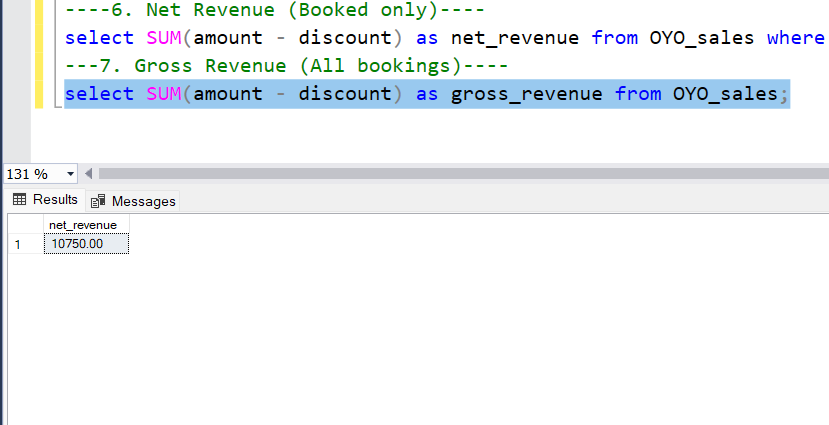 ----6. Net Revenue (Booked only)----
select SUM(amount - discount) as net_revenue from OYO_sales where
---7. Gross Revenue (All bookings)----
select SUM(amount - discount) as gross_revenue from OYO_sales;
131 %
Results Messages
net_revenue
1 10750.00